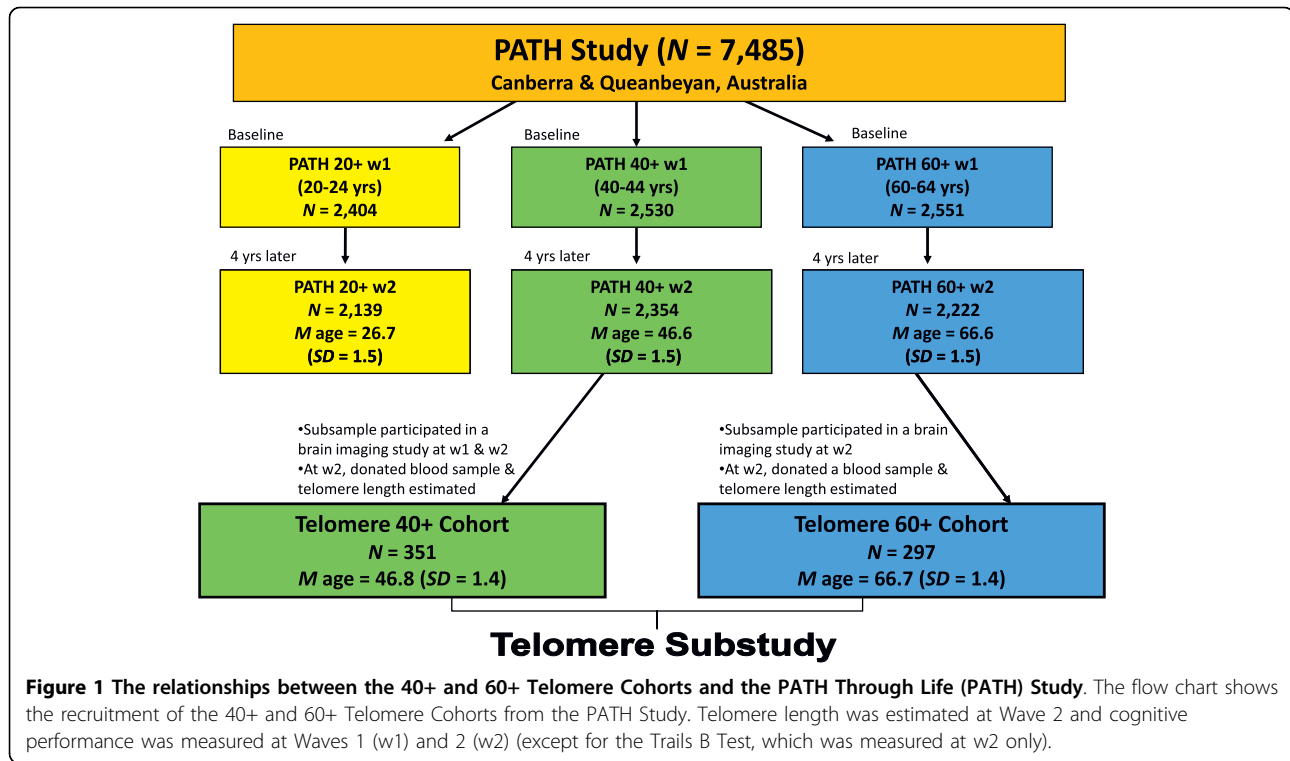 PATH Study (N = 7,485)
Canberra & Queanbeyan, Australia
Baseline
PATH 20+ w1
(20-24 yrs)
N = 2,404
Baseline
PATH 40+ w1
(40-44 yrs)
N = 2,530
Baseline
PATH 60+ w1
(60-64 yrs)
N = 2,551
4 yrs later
PATH 20+ w2
N = 2,139
M age = 26.7
(SD = 1.5)
4 yrs later
PATH 40+ w2
N = 2,354
M age = 46.6
(SD = 1.5)
4 yrs later
PATH 60+ w2
N = 2,222
M age = 66.6
(SD = 1.5)
•Subsample participated in a
brain imaging study at w1 & w2
•At w2, donated blood sample &
telomere length estimated
•Subsample participated in a brain
imaging study at w2
•At w2, donated a blood sample &
telomere length estimated
Telomere 40+ Cohort
N = 351
M age = 46.8 (SD = 1.4)
Telomere 60+ Cohort
N = 297
M age = 66.7 (SD = 1.4)
Telomere Substudy
Figure 1 The relationships between the 40+ and 60+ Telomere Cohorts and the PATH Through Life (PATH) Study. The flow chart shows
the recruitment of the 40+ and 60+ Telomere Cohorts from the PATH Study. Telomere length was estimated at Wave 2 and cognitive
performance was measured at Waves 1 (w1) and 2 (w2) (except for the Trails B Test, which was measured at w2 only).